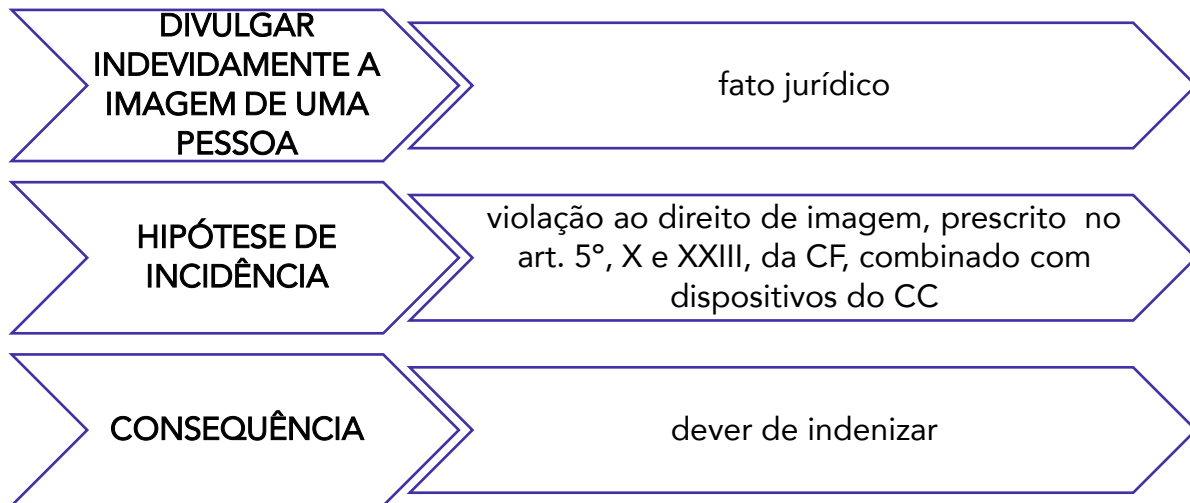 DIVULGAR
INDEVIDAMENTE A
IMAGEM DE UMA
PESSOA
fato jurídico
HIPÓTESE DE
INCIDÊNCIA
violação ao direito de imagem, prescrito no
art. 5º, X e XXIII, da CF, combinado com
dispositivos do CC
CONSEQUÊNCIA
dever de indenizar